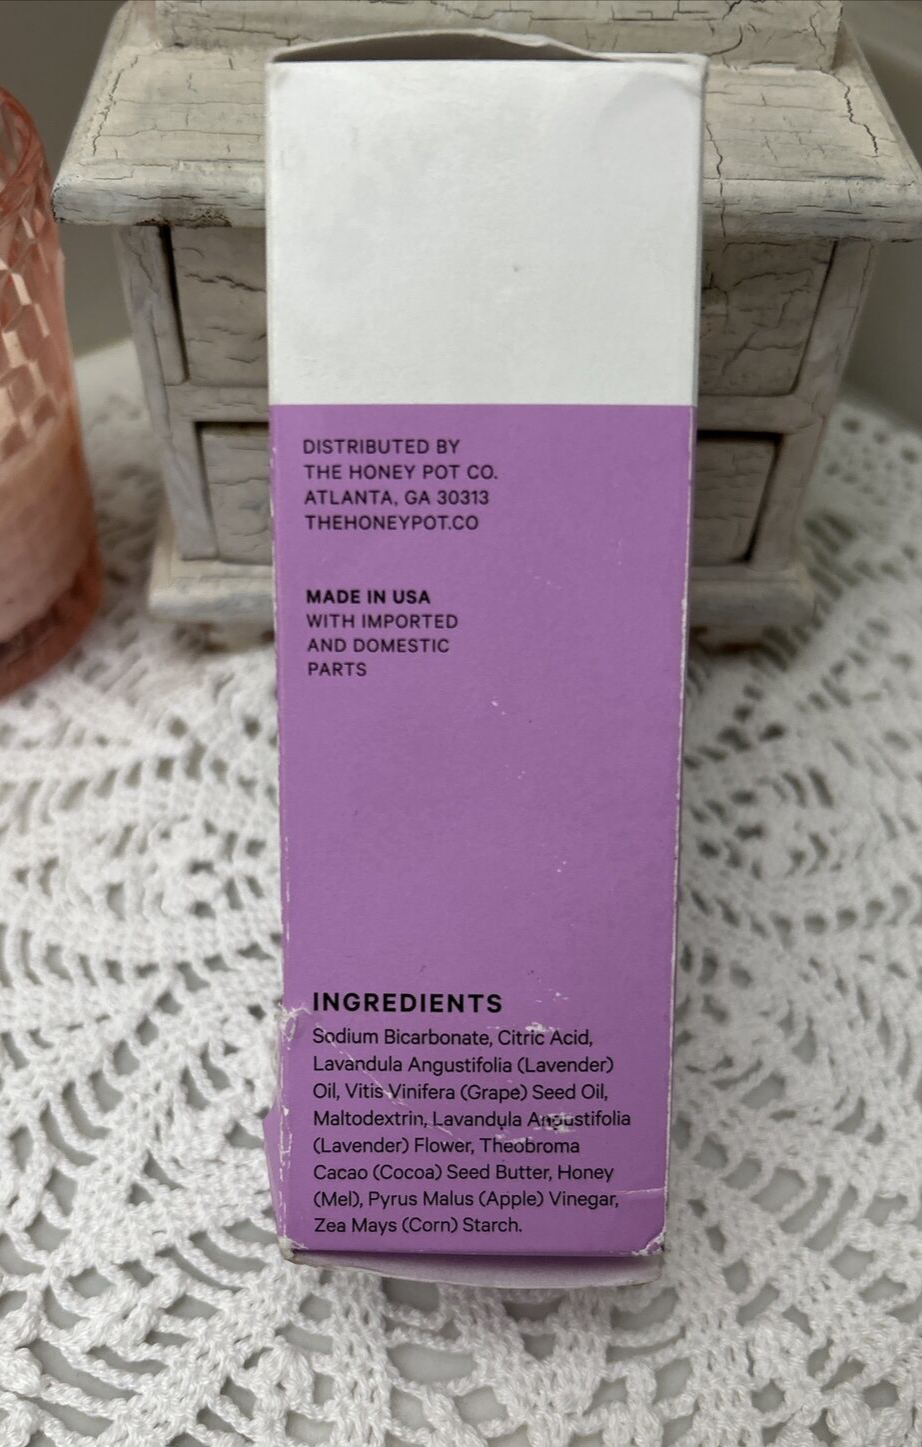 DISTRIBUTED BY
THE HONEY POT CO.
ATLANTA, GA 30313
THEHONEYPOT.CO
MADE IN USA
WITH IMPORTED
AND DOMESTIC
PARTS
INGREDIENTS
Sodium Bicarbonate, Citric Acid,
Lavandula Angustifolia (Lavender)
Oil, Vitis Vinifera (Grape) Seed Oil,
Maltodextrin, Lavandula Angustifolia
(Lavender) Flower, Theobroma
Cacao (Cocoa) Seed Butter, Honey
(Mel), Pyrus Malus (Apple) Vinegar,
Zea Mays (Corn) Starch.